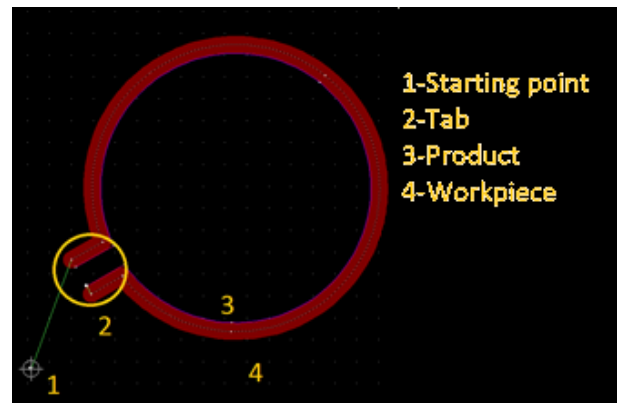 1-Starting point
2-Tab
3-Product
4-Workpiece
3
2
4
1